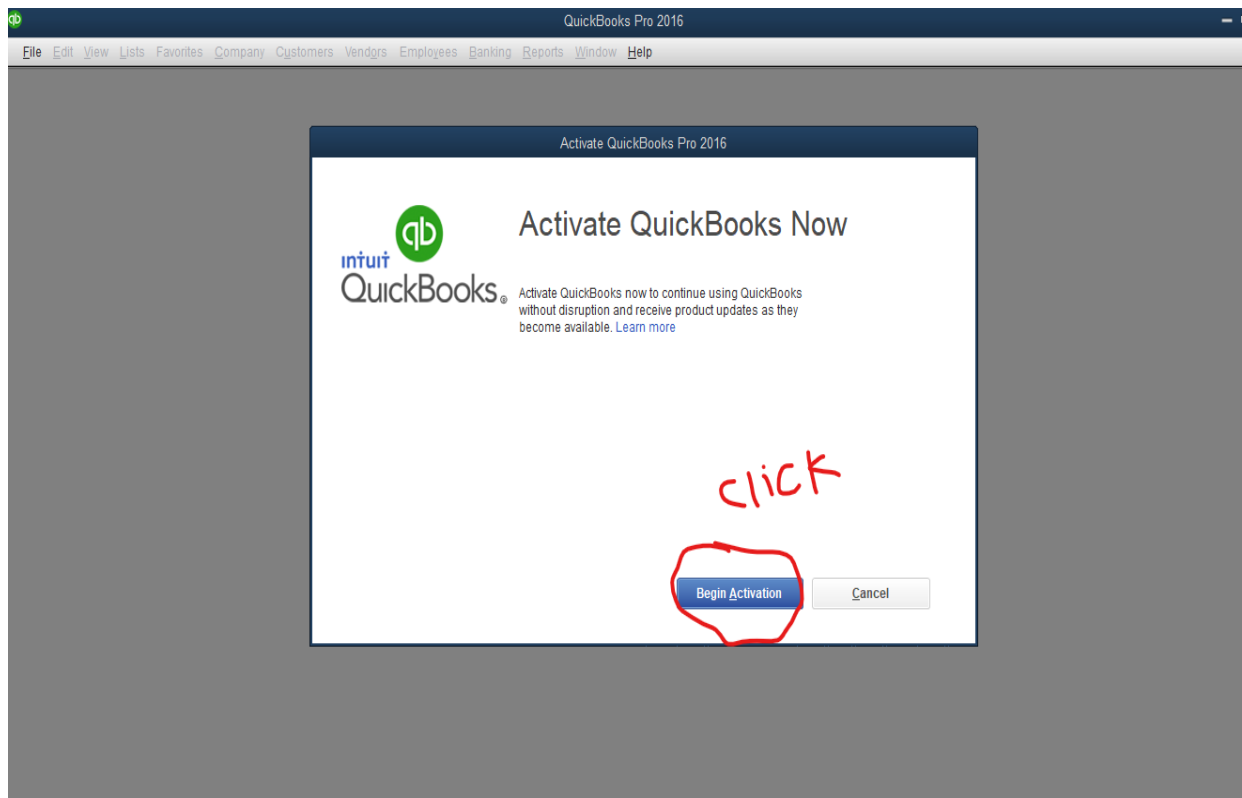 QuickBooks Pro 2016
File Edit View Lists Favorites Company Customers Vendors Employees Banking Reports Window Help
Activate QuickBooks Pro 2016
qb
intuit
QuickBooks®
Activate QuickBooks Now
Activate QuickBooks now to continue using QuickBooks
without disruption and receive product updates as they
become available. Learn more
click
Begin Activation Cancel